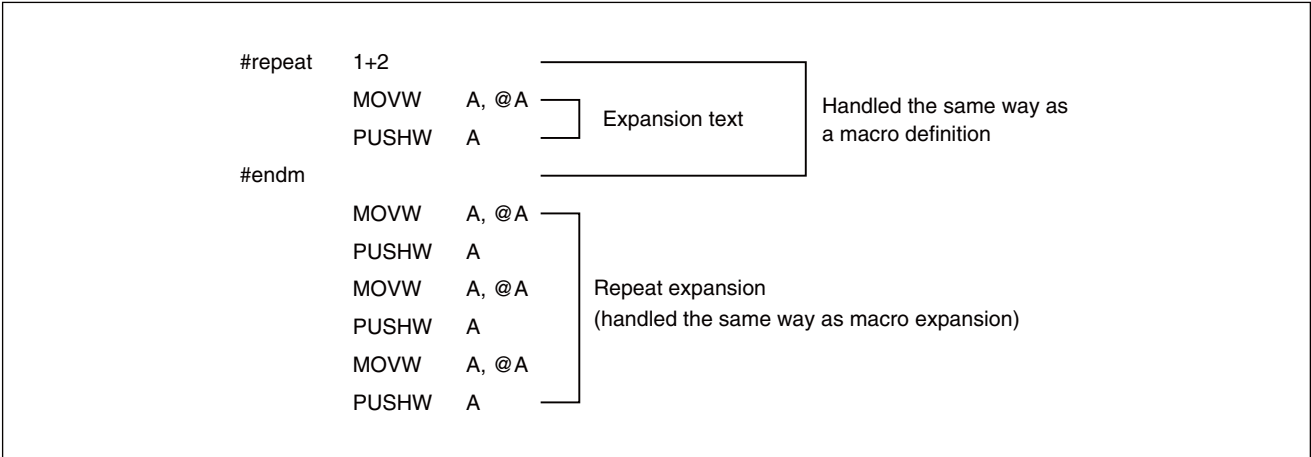 #repeat 1+2
MOVW A, @A
PUSHW A
Expansion text
Handled the same way as
a macro definition
#endm
MOVW A, @A
PUSHW A
MOVW A, @A
PUSHW A
MOVW A, @A
PUSHW A
Repeat expansion
(handled the same way as macro expansion)